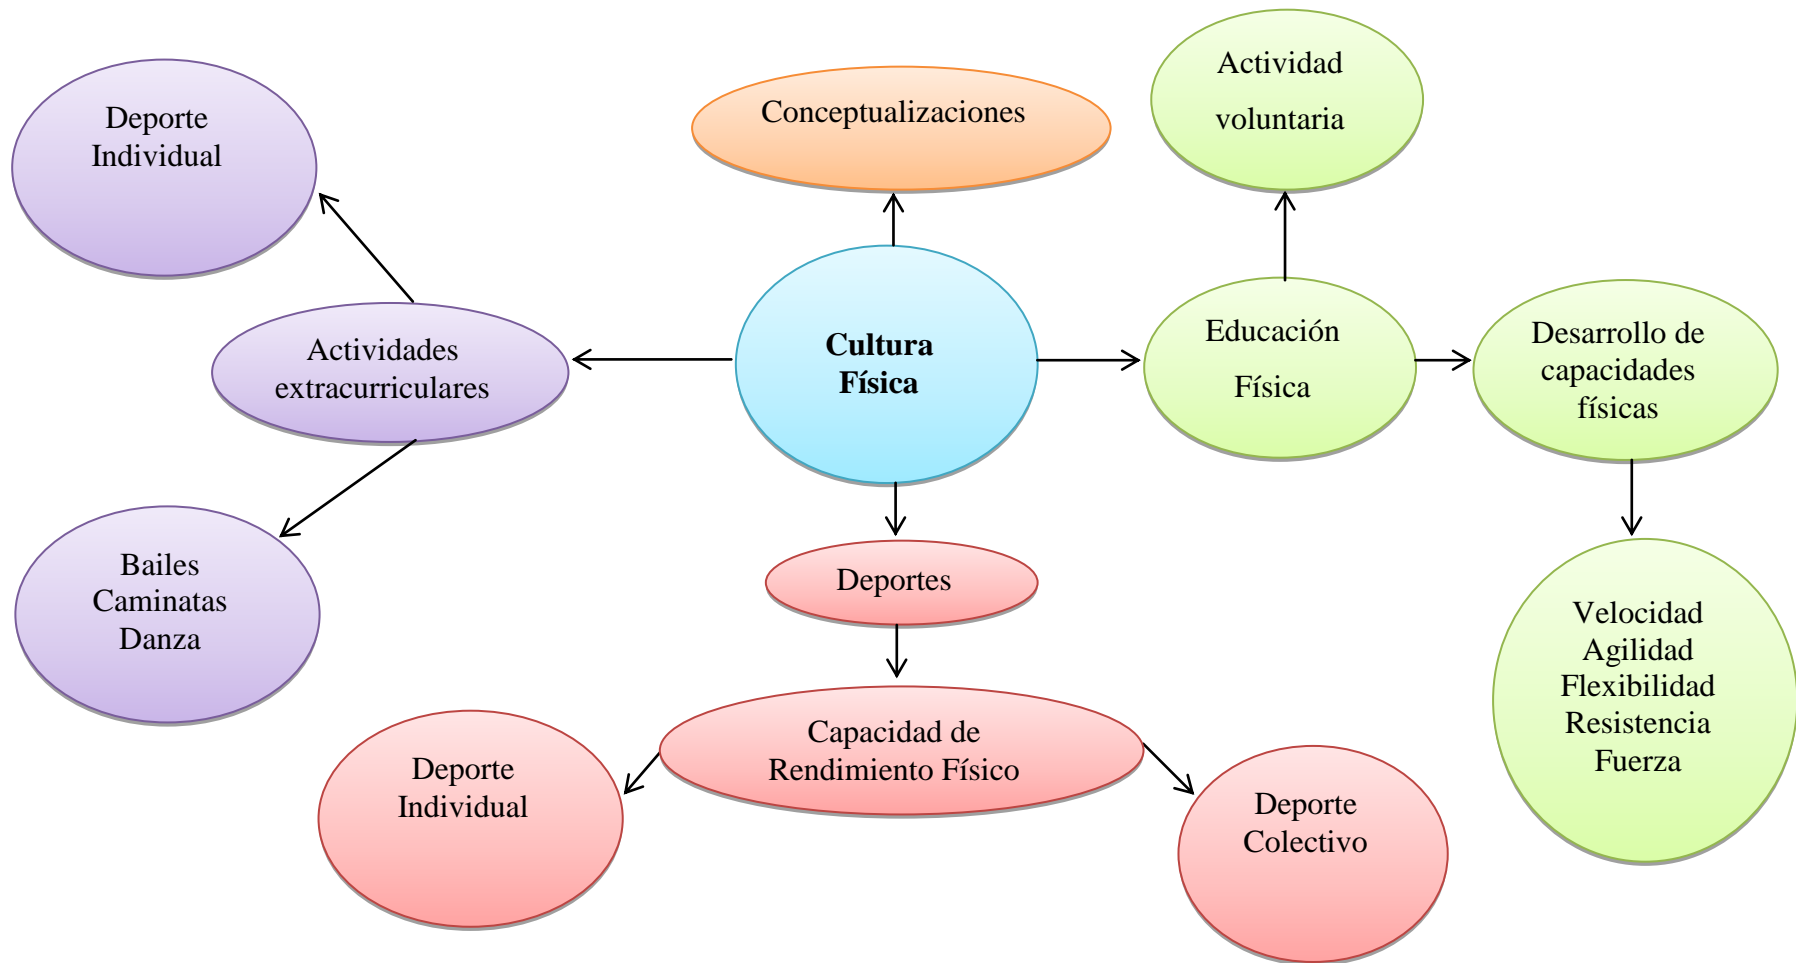 Deporte
Individual
Conceptualizaciones
Actividad
voluntaria
Actividades
extracurriculares
Cultura
Física
Educación
Física
Desarrollo de
capacidades
físicas
Bailes
Caminatas
Danza
Deportes
Velocidad
Agilidad
Flexibilidad
Resistencia
Fuerza
Capacidad de
Rendimiento Físico
Deporte
Individual
Deporte
Colectivo